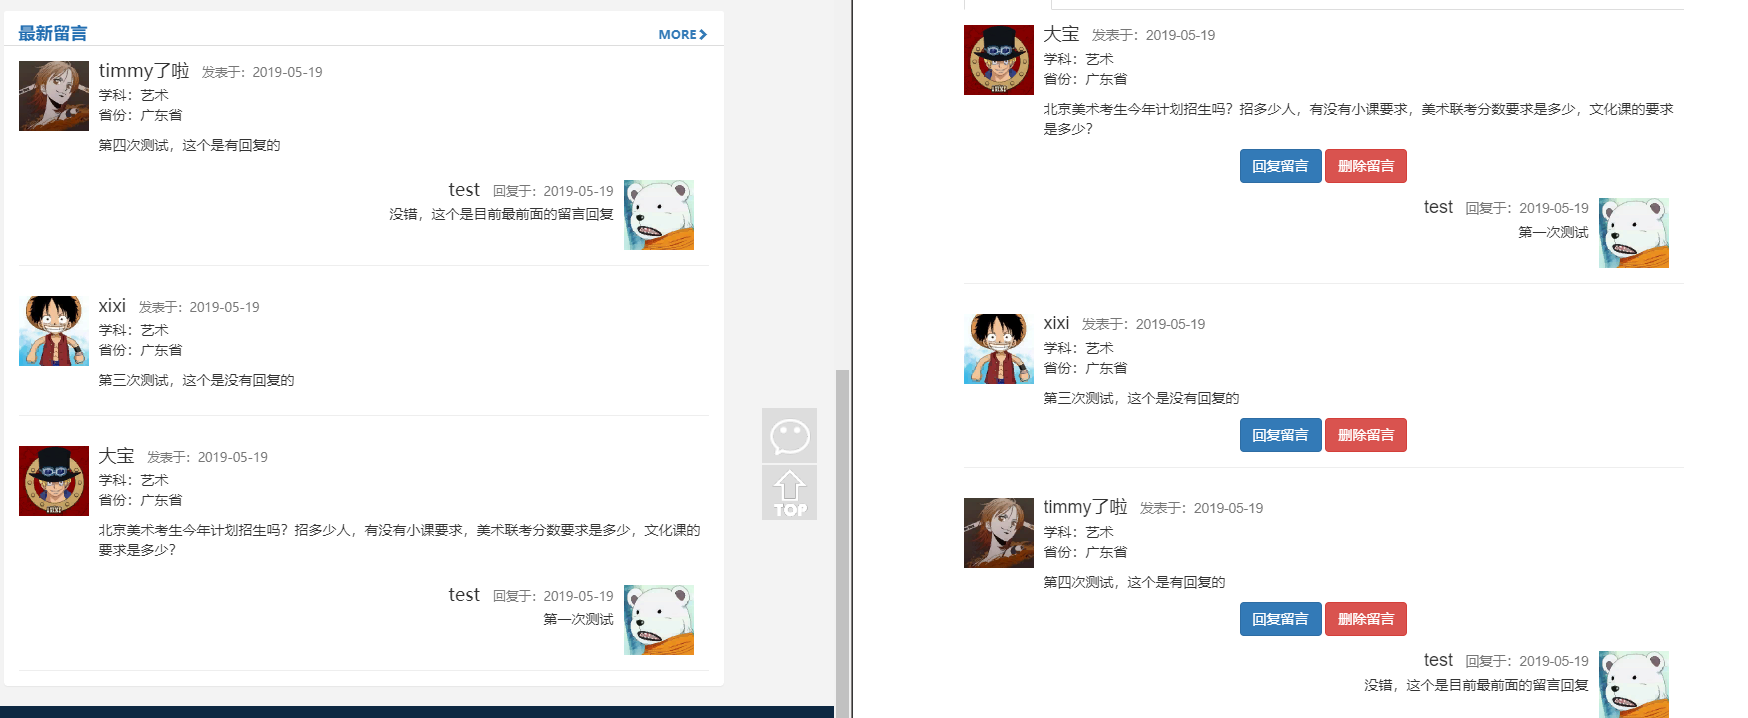 最新留言
MORE
timmy了啦 发表于：2019-05-19
学科：艺术
省份：广东省
第四次测试，这个是有回复的
test 回复于：2019-05-19
没错，这个是目前最前面的留言回复
xixi 发表于：2019-05-19
学科：艺术
省份：广东省
第三次测试，这个是没有回复的
大宝 发表于：2019-05-19
学科：艺术
省份：广东省
北京美术考生今年计划招生吗？招多少人，有没有小课要求，美术联考分数要求是多少，文化课的
要求是多少？
test 回复于：2019-05-19
第一次测试
TOP
大宝 发表于：2019-05-19
学科：艺术
省份：广东省
北京美术考生今年计划招生吗？招多少人，有没有小课要求，美术联考分数要求是多少，文化课的要求
是多少？
回复留言 删除留言
test 回复于：2019-05-19
第一次测试
xixi 发表于：2019-05-19
学科：艺术
省份：广东省
第三次测试，这个是没有回复的
回复留言 删除留言
timmy了啦 发表于：2019-05-19
学科：艺术
省份：广东省
第四次测试，这个是有回复的
回复留言 删除留言
test 回复于：2019-05-19
没错，这个是目前最前面的留言回复